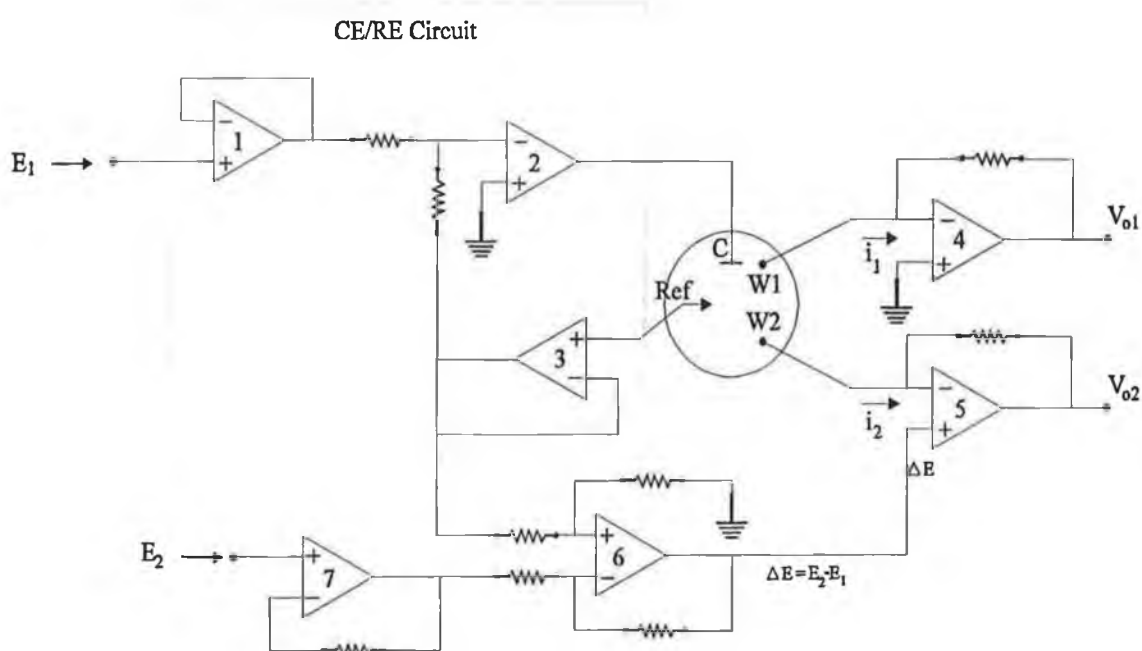 CE/RE Circuit
E1
−
1
+
−
2
+
C
W1
Ref
W2
i1
−
4
+
Vo1
+
3
−
i2
−
5
+
Vo2
ΔE
E2
+
7
−
+
6
−
ΔE=E2-E1